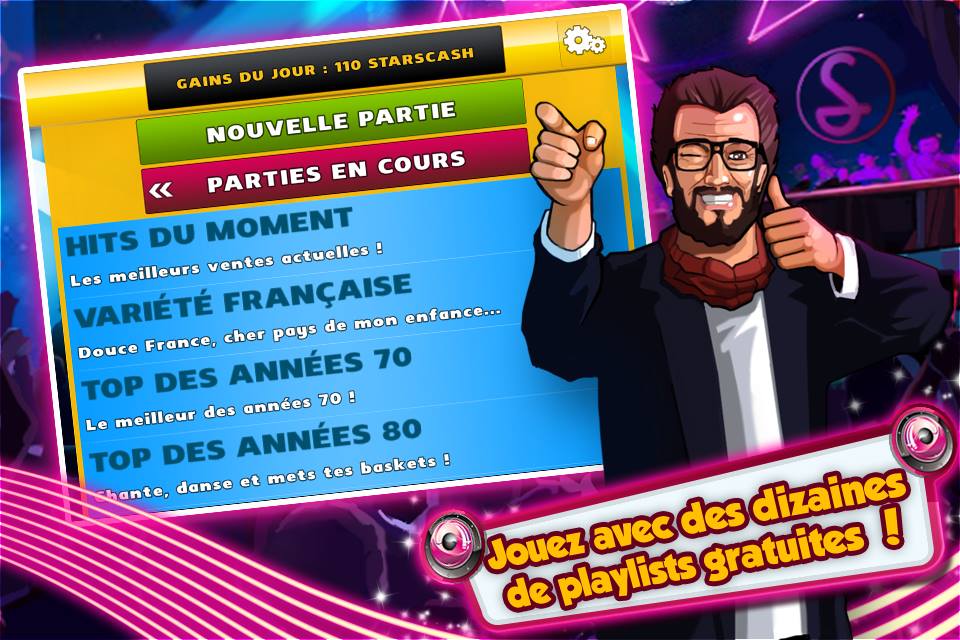 GAINS DU JOUR : 110 STARSCASH
NOUVELLE PARTIE
« PARTIES EN COURS
HITS DU MOMENT
Les meilleurs ventes actuelles !
VARIÉTÉ FRANÇAISE
Douce France, cher pays de mon enfance...
TOP DES ANNÉES 70
Le meilleur des années 70 !
TOP DES ANNÉES 80
Chante, danse et mets tes baskets !
Jouez avec des dizaines
de playlists gratuites !